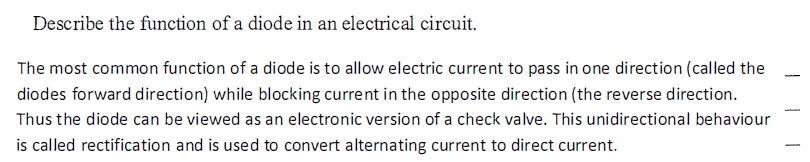 Describe the function of a diode in an electrical circuit.
The most common function of a diode is to allow electric current to pass in one direction (called the
diodes forward direction) while blocking current in the opposite direction (the reverse direction.
Thus the diode can be viewed as an electronic version of a check valve. This unidirectional behaviour
is called rectification and is used to convert alternating current to direct current.